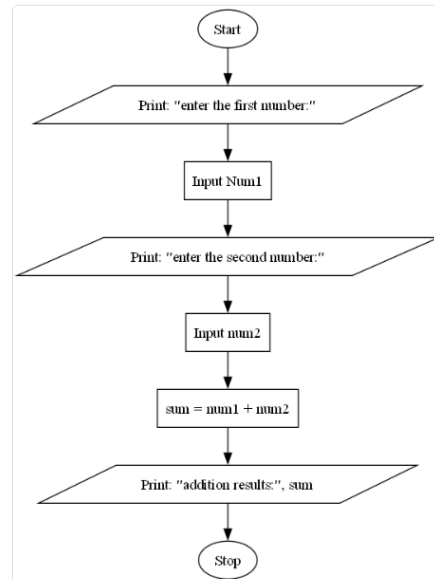 Start
Print: "enter the first number:"
Input Num1
Print: "enter the second number:"
Input num2
sum = num1 + num2
Print: "addition results:", sum
Stop